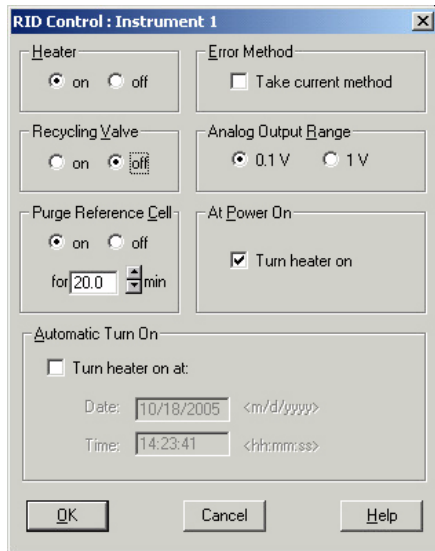 RID Control : Instrument 1
Heater
on off
Error Method
Take current method
Recycling Valve
on off
Analog Output Range
0.1 V 1 V
Purge Reference Cell
on off
for 20.0 min
At Power On
Turn heater on
Automatic Turn On
Turn heater on at:
Date: 10/18/2005 <m/d/yyyy>
Time: 14:23:41 <hh:mm:ss>
OK Cancel Help